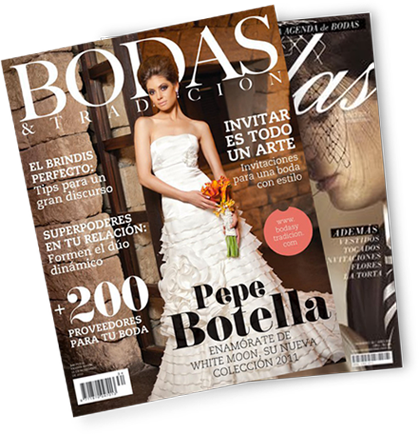 BODAS
& TRADICIÓN
EL BRINDIS
PERFECTO:
Tips para un
gran discurso
SUPERPODERES
EN TU RELACIÓN:
Formen el dúo
dinámico
+200
PROVEEDORES
PARA TU BODA
INVITAR
ES TODO
UN ARTE
Invitaciones
para una boda
con estilo
www.
bodasy
tradicion.
com
Pepe
Botella
ENAMÓRATE DE
WHITE MOON, SU NUEVA
COLECCIÓN 2011
AGENDA de BODAS
das
ADEMÁS
VESTIDOS
TOCADOS
INVITACIONES
FLORES
LA TORTA